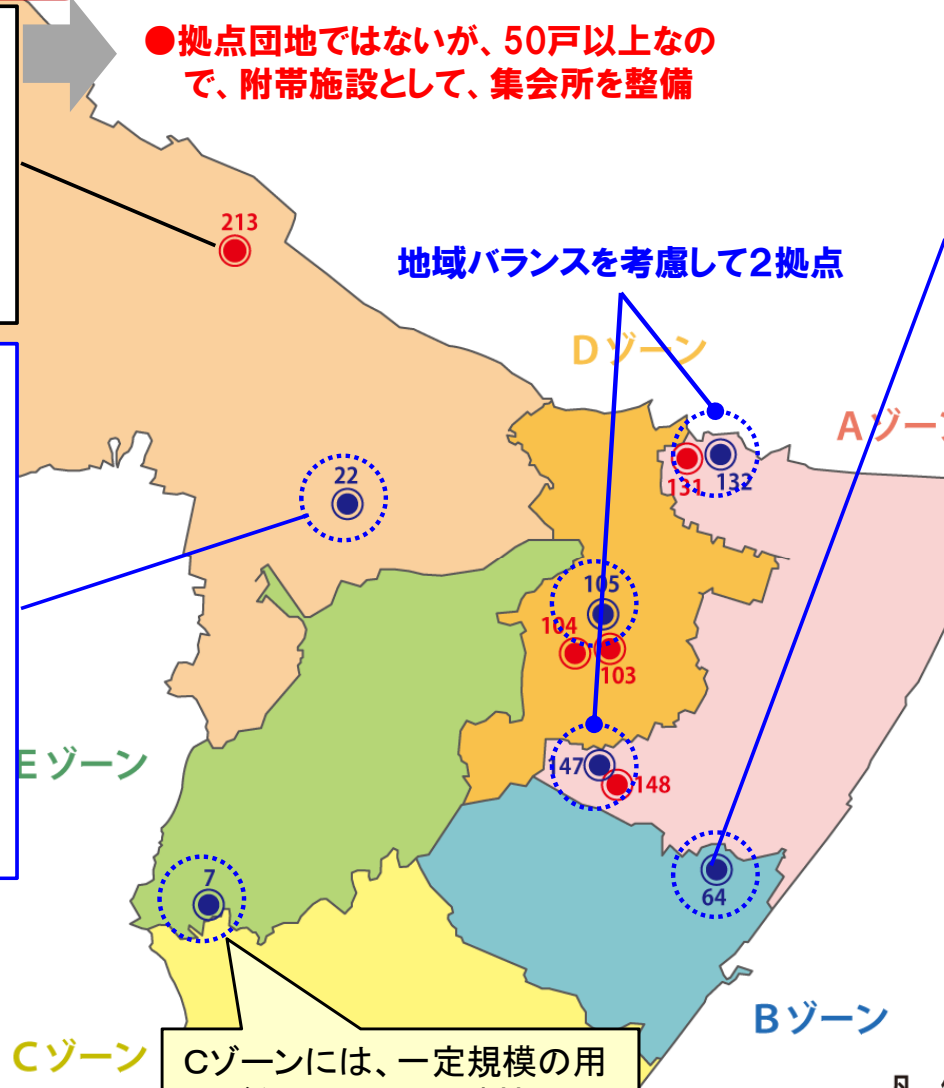 ●拠点団地ではないが、50戸以上なの
で、附帯施設として、集会所を整備
213
地域バランスを考慮して２拠点
Dゾーン
Aゾー
22
131
132
105
104
103
147
148
Eゾーン
7
64
Bゾーン
Cゾーン
Cゾーンには、一定規模の用